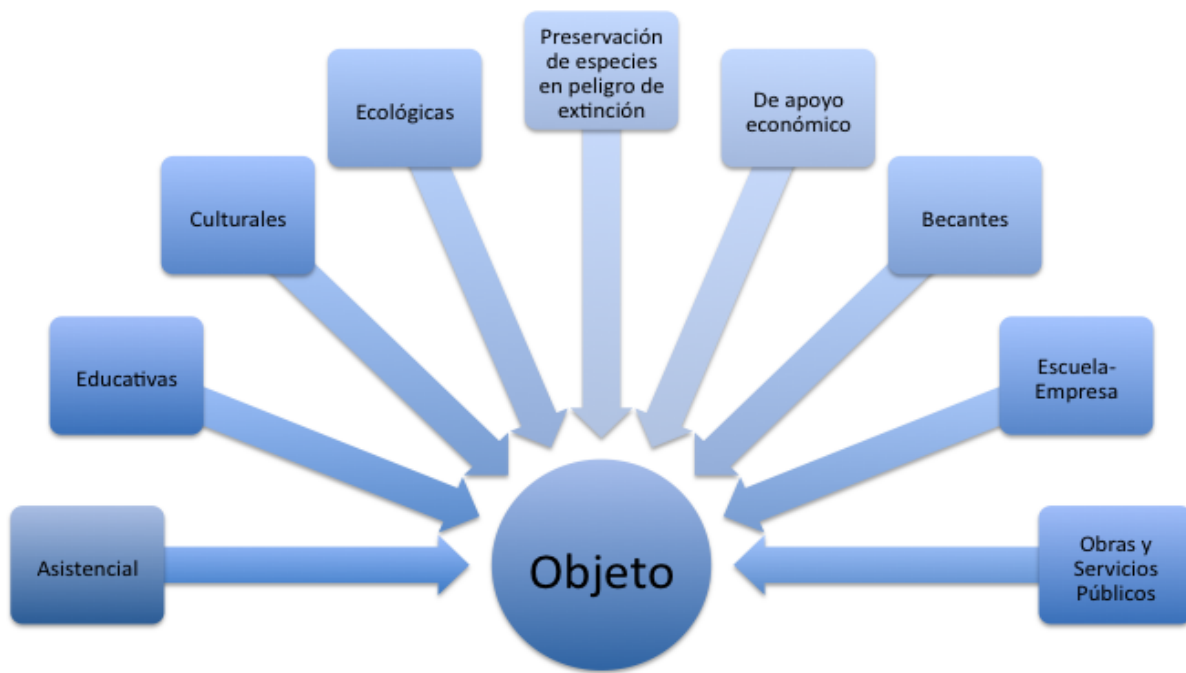 Preservación
de especies
en peligro de
extinción
Ecológicas
De apoyo
económico
Culturales
Becantes
Educativas
Escuela-
Empresa
Asistencial
Objeto
Obras y
Servicios
Públicos